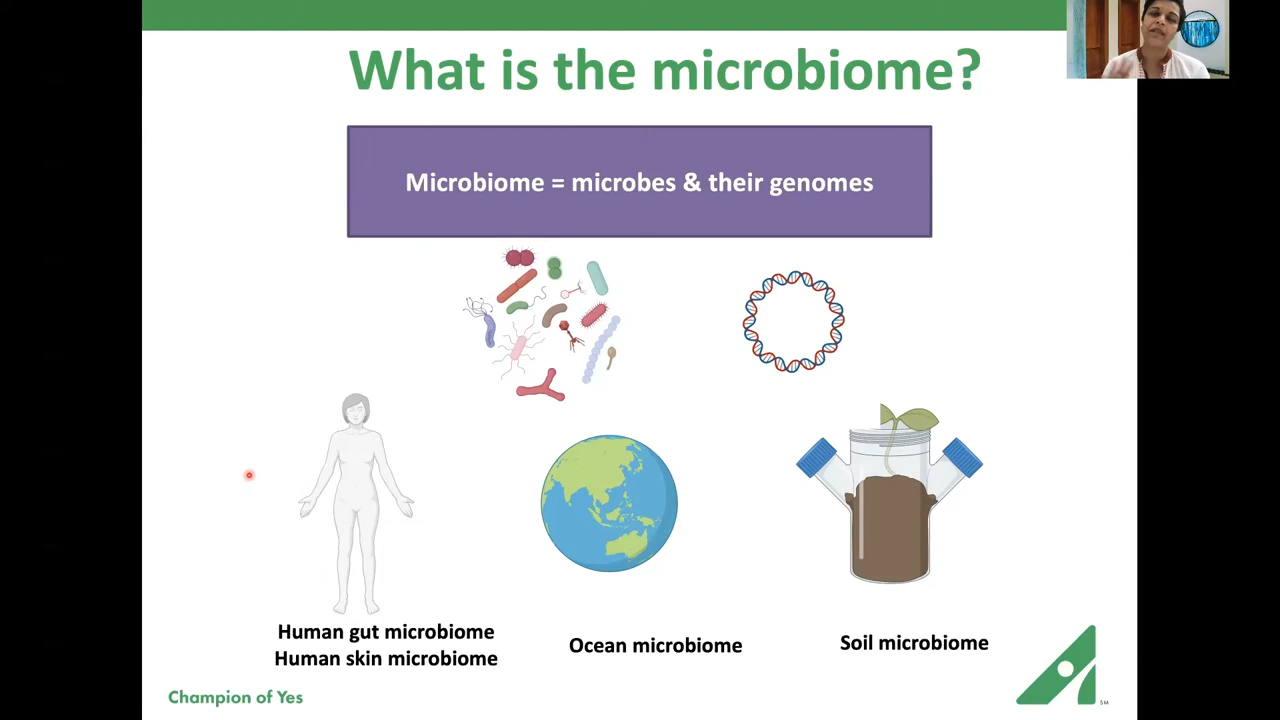 What is the microbiome?
Microbiome = microbes & their genomes
Human gut microbiome
Human skin microbiome
Ocean microbiome
Soil microbiome
Champion of Yes
SM